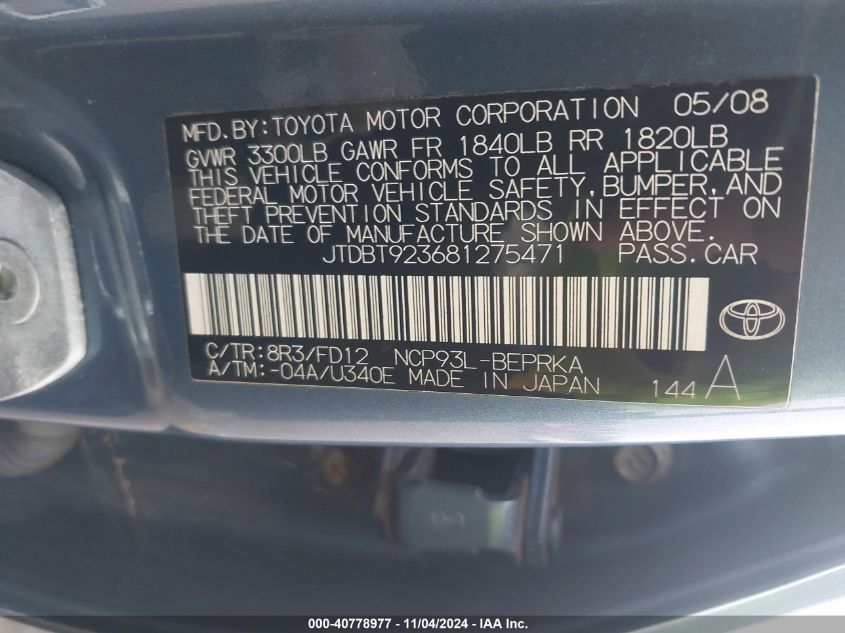 MFD. BY: TOYOTA MOTOR CORPORATION 05/08
GVWR 3300LB GAWR FR 1840LB RR 1820LB
THIS VEHICLE CONFORMS TO ALL APPLICABLE
FEDERAL MOTOR VEHICLE SAFETY, BUMPER, AND
THEFT PREVENTION STANDARDS IN EFFECT ON
THE DATE OF MANUFACTURE SHOWN ABOVE.
JTDBT923681275471 PASS. CAR
C/TR: 8R3/FD12 NCP93L-BEPRKA
A/TM: -04A/U340E MADE IN JAPAN 144 A
000-40778977 - 11/04/2024 - Copyright © 2024 IAA, Inc.